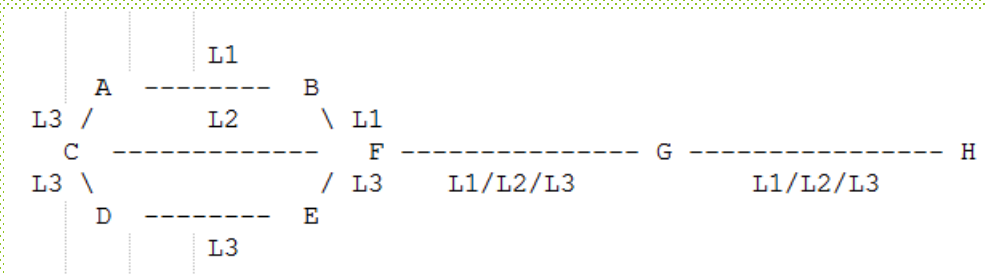 L1
A -------- B
L3 / L2 \ L1
C ------------- F --------------- G ---------------- H
L3 \ / L3 L1/L2/L3 L1/L2/L3
D -------- E
L3